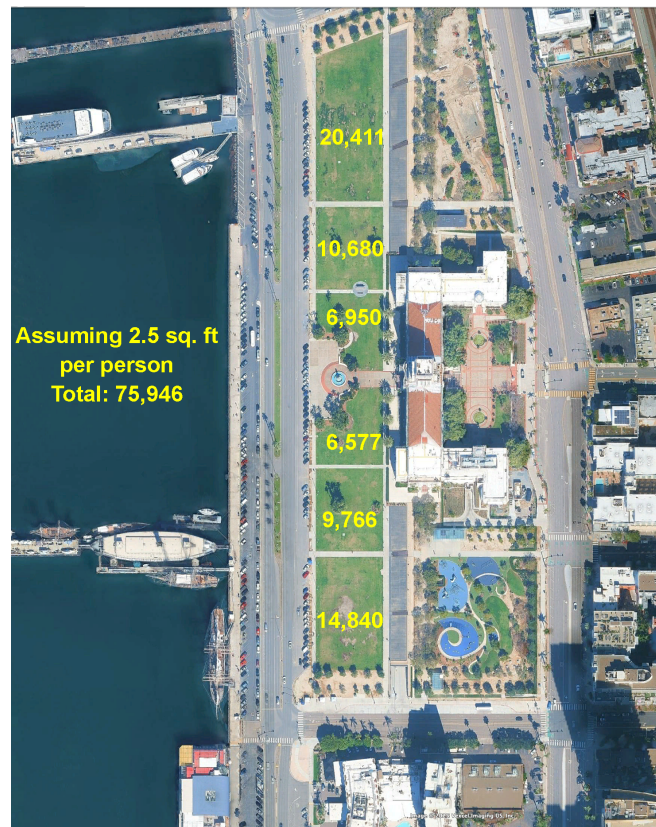 20,411
10,680
6,950
Assuming 2.5 sq. ft
per person
Total: 75,946
6,577
9,766
14,840